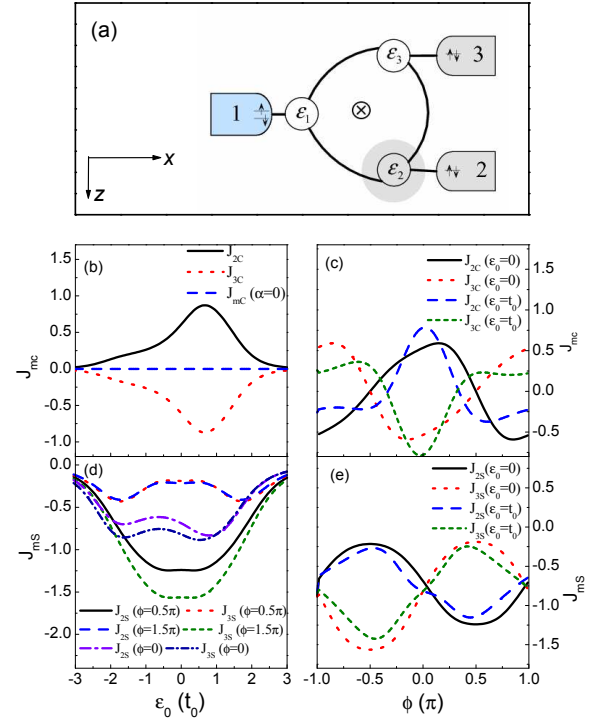 (a)
ε3
3
1
ε1
⊗
x
ε2
2
z
(b)
J2C
J3C
JmC (α=0)
1.5
1.0
0.5
0.0
-0.5
-1.0
Jmc
(c)
J2C (ε0=0)
J3C (ε0=0)
J2C (ε0=t0)
J3C (ε0=t0)
1.5
1.0
0.5
0.0
-0.5
Jmc
(d)
0.0
-0.5
-1.0
-1.5
-2.0
JmS
J2S (ϕ=0.5π) J3S (ϕ=0.5π)
J2S (ϕ=1.5π) J3S (ϕ=1.5π)
J2S (ϕ=0) J3S (ϕ=0)
-3 -2 -1 0 1 2 3
ε0 (t0)
(e)
J2S(ε0=0)
J3S(ε0=0)
J2S(ε0=t0)
J3S(ε0=t0)
0.5
0.0
-0.5
-1.0
-1.5
JmS
-1.0 -0.5 0.0 0.5 1.0
ϕ (π)